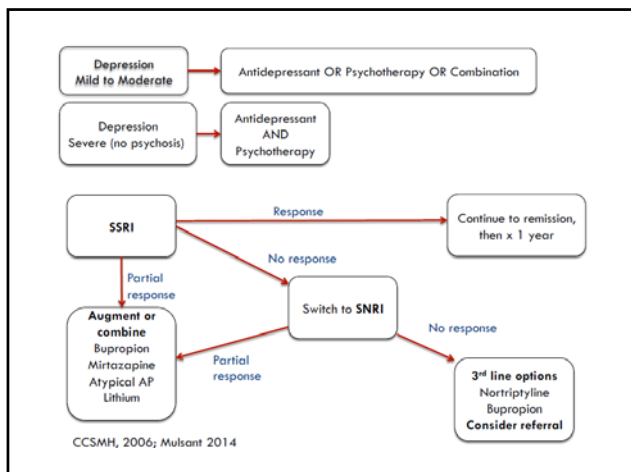 Depression
Mild to Moderate
Antidepressant OR Psychotherapy OR Combination
Depression
Severe (no psychosis)
Antidepressant
AND
Psychotherapy
SSRI
Response
Continue to remission,
then x 1 year
No response
Partial
response
Augment or
combine
Bupropion
Mirtazapine
Atypical AP
Lithium
Switch to SNRI
Partial
response
No response
3rd line options
Nortriptyline
Bupropion
Consider referral
CCSMH, 2006; Mulsant 2014